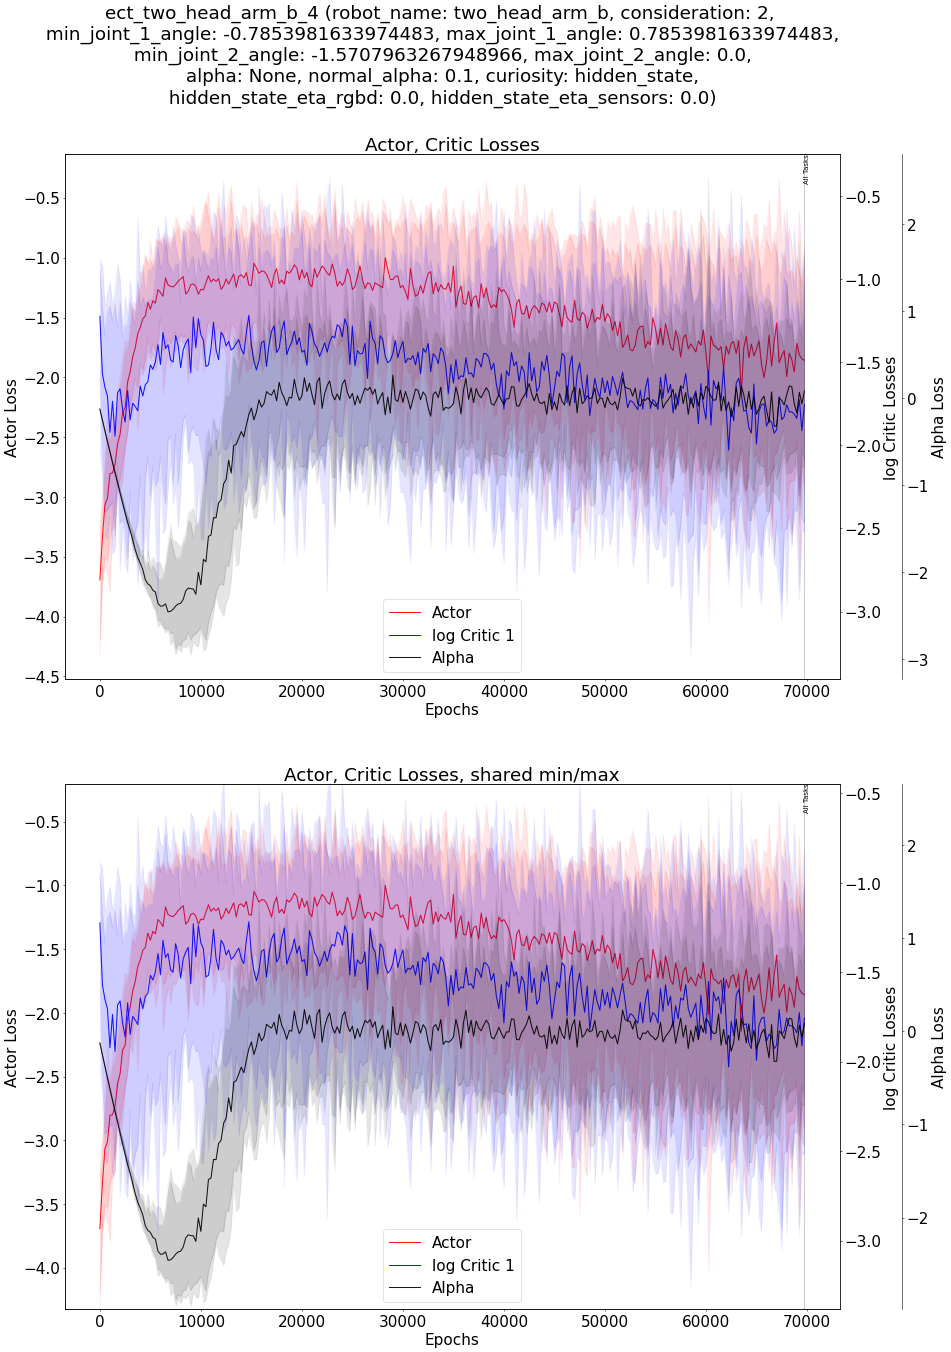 ect_two_head_arm_b_4 (robot_name: two_head_arm_b, consideration: 2,
min_joint_1_angle: -0.7853981633974483, max_joint_1_angle: 0.7853981633974483,
min_joint_2_angle: -1.5707963267948966, max_joint_2_angle: 0.0,
alpha: None, normal_alpha: 0.1, curiosity: hidden_state,
hidden_state_eta_rgbd: 0.0, hidden_state_eta_sensors: 0.0)
Actor, Critic Losses
All Tasks
−0.5
−1.0
−1.5
−2.0
−2.5
−3.0
−3.5
−4.0
−4.5
Actor Loss
−0.5
−1.0
−1.5
−2.0
−2.5
−3.0
log Critic Losses
2
1
0
−1
−2
−3
Alpha Loss
Actor
log Critic 1
Alpha
0 10000 20000 30000 40000 50000 60000 70000
Epochs
Actor, Critic Losses, shared min/max
All Tasks
−0.5
−1.0
−1.5
−2.0
−2.5
−3.0
−3.5
−4.0
Actor Loss
−0.5
−1.0
−1.5
−2.0
−2.5
−3.0
log Critic Losses
2
1
0
−1
−2
Alpha Loss
Actor
log Critic 1
Alpha
0 10000 20000 30000 40000 50000 60000 70000
Epochs